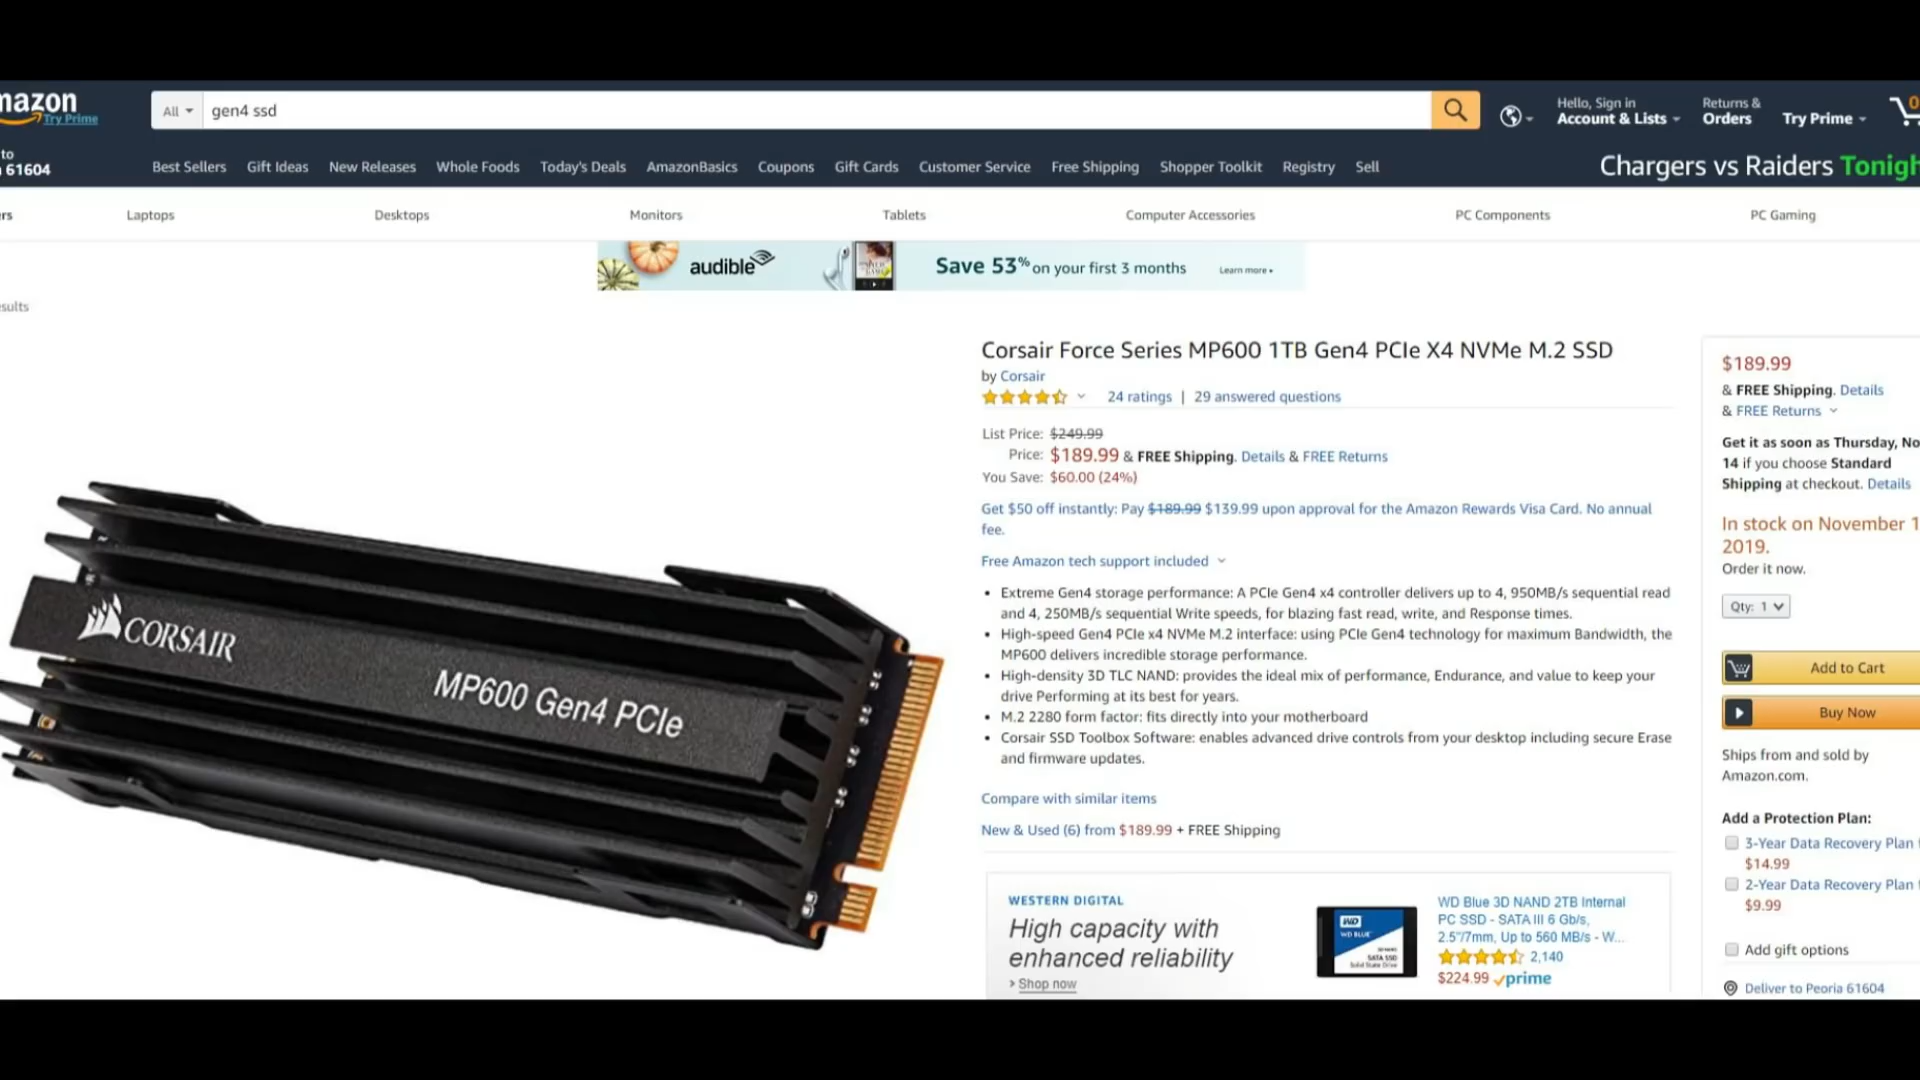 mazon
Try Prime
All
gen4 ssd
Hello, Sign in
Account & Lists
Returns &
Orders
Try Prime
0
to
61604
Best Sellers
Gift Ideas
New Releases
Whole Foods
Today's Deals
AmazonBasics
Coupons
Gift Cards
Customer Service
Free Shipping
Shopper Toolkit
Registry
Sell
Chargers vs Raiders Tonigh
ers
Laptops
Desktops
Monitors
Tablets
Computer Accessories
PC Components
PC Gaming
audible
Save 53% on your first 3 months
Learn more
esults
Corsair Force Series MP600 1TB Gen4 PCIe X4 NVMe M.2 SSD
by Corsair
24 ratings | 29 answered questions
List Price: $249.99
Price: $189.99 & FREE Shipping. Details & FREE Returns
You Save: $60.00 (24%)
Get $50 off instantly: Pay $189.99 $139.99 upon approval for the Amazon Rewards Visa Card. No annual
fee.
Free Amazon tech support included
• Extreme Gen4 storage performance: A PCIe Gen4 x4 controller delivers up to 4, 950MB/s sequential read
and 4, 250MB/s sequential Write speeds, for blazing fast read, write, and Response times.
• High-speed Gen4 PCIe x4 NVMe M.2 interface: using PCIe Gen4 technology for maximum Bandwidth, the
MP600 delivers incredible storage performance.
• High-density 3D TLC NAND: provides the ideal mix of performance, Endurance, and value to keep your
drive Performing at its best for years.
• M.2 2280 form factor: fits directly into your motherboard
• Corsair SSD Toolbox Software: enables advanced drive controls from your desktop including secure Erase
and firmware updates.
Compare with similar items
New & Used (6) from $189.99 + FREE Shipping
CORSAIR
MP600 Gen4 PCIe
WESTERN DIGITAL
High capacity with
enhanced reliability
› Shop now
WD
WD BLUE
3D NAND
SATA SSD
Solid State Drive
WD Blue 3D NAND 2TB Internal
PC SSD - SATA III 6 Gb/s,
2.5"/7mm, Up to 560 MB/s - W...
2,140
$224.99 prime
$189.99
& FREE Shipping. Details
& FREE Returns
Get it as soon as Thursday, No
14 if you choose Standard
Shipping at checkout. Details
In stock on November 1
2019.
Order it now.
Qty: 1
Add to Cart
Buy Now
Ships from and sold by
Amazon.com.
Add a Protection Plan:
3-Year Data Recovery Plan f
$14.99
2-Year Data Recovery Plan f
$9.99
Add gift options
Deliver to Peoria 61604